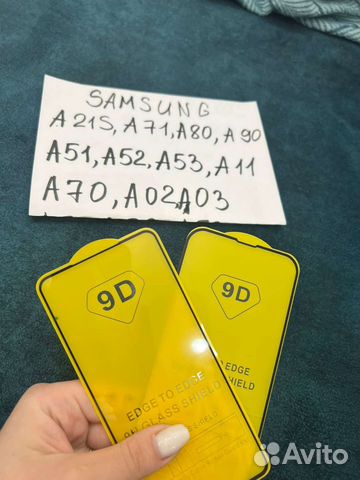 SAMSUNG
A21S, A71, A80, A90
A51, A52, A53, A11
A70, A02, A03
9D
EDGE TO EDGE
GLASS SHIELD
9D
EDGE
SHIELD
Avito